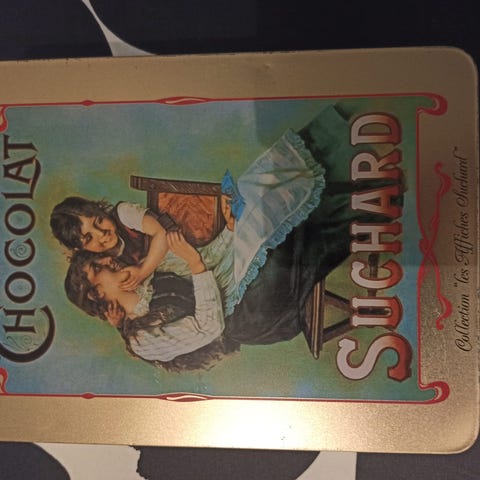 CHOCOLAT
SUCHARD
Collection "les Affiches Suchard"